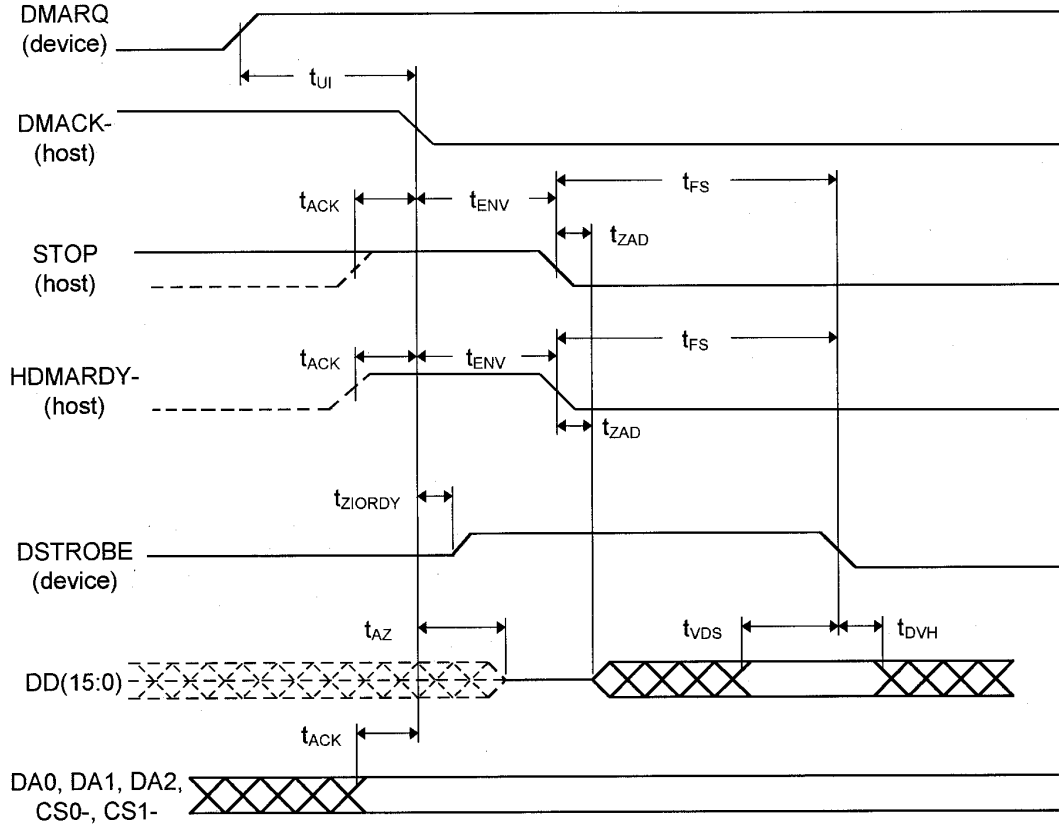 DMARQ
(device)
tUI
DMACK-
(host)
tACK
tENV
tFS
tZAD
STOP
(host)
tACK
tENV
tFS
HDMARDY-
(host)
tZAD
tZIORDY
DSTROBE
(device)
tAZ
tVDS
tDVH
DD(15:0)
tACK
DA0, DA1, DA2,
CS0-, CS1-